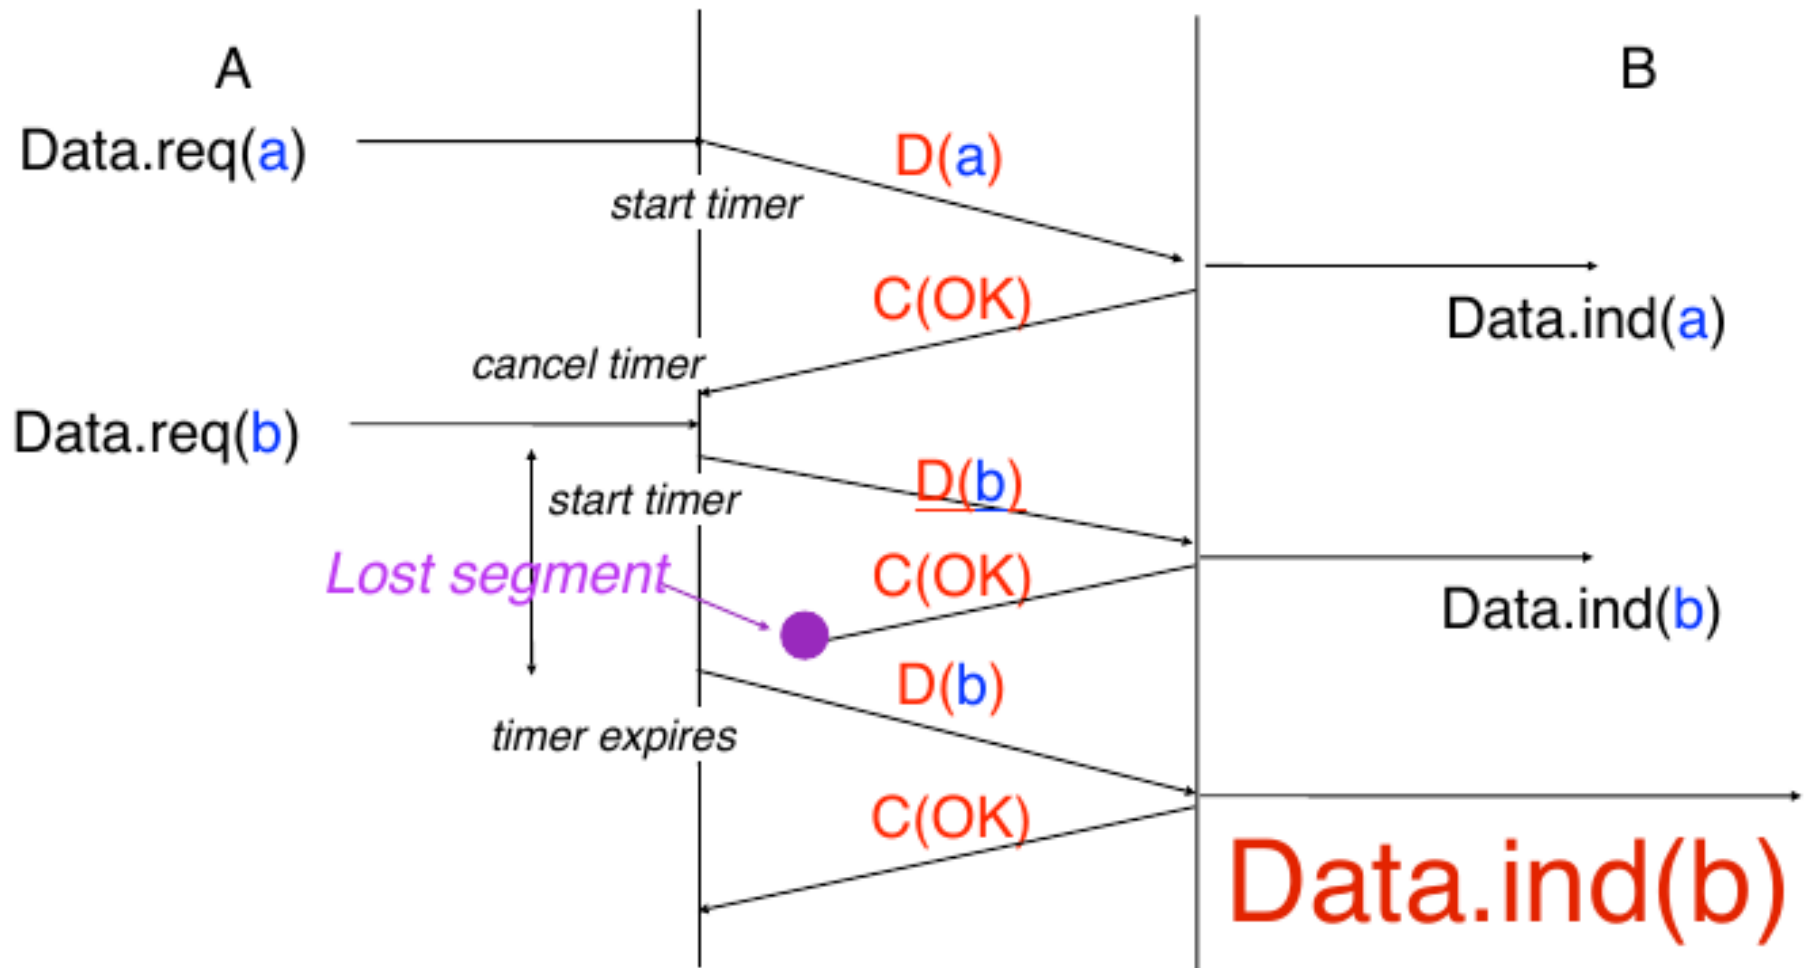 A
B
Data.req(a)
D(a)
start timer
C(OK)
Data.ind(a)
cancel timer
Data.req(b)
D(b)
start timer
Lost segment
C(OK)
Data.ind(b)
D(b)
timer expires
C(OK)
Data.ind(b)